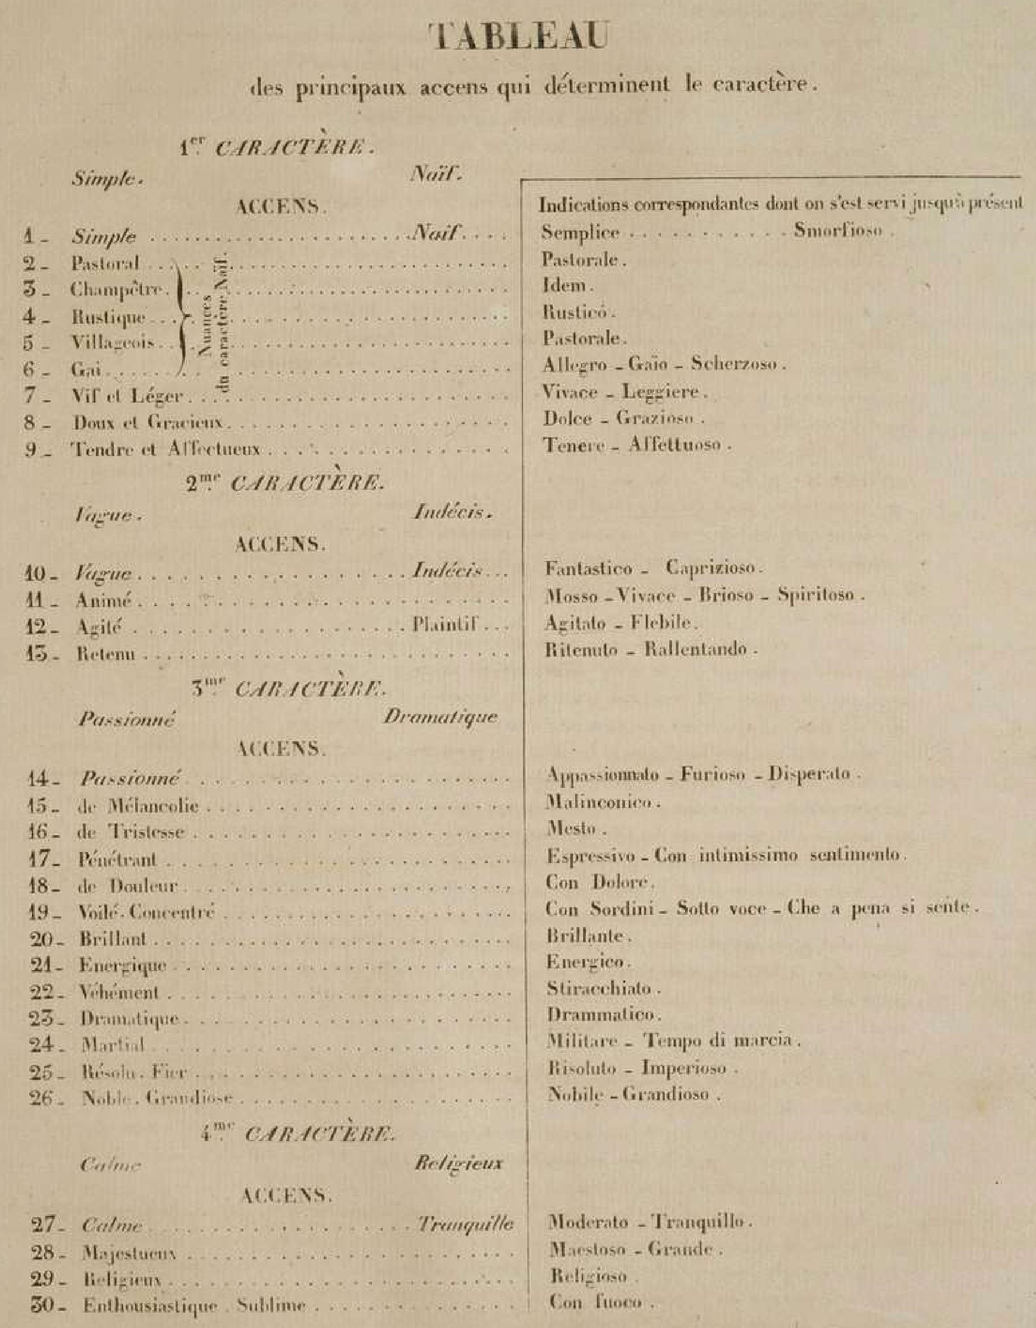 TABLEAU
des principaux accens qui déterminent le caractère.
1er CARACTÈRE.
Simple. Naïf.
ACCENS.
Indications correspondantes dont on s'est servi jusqu'à présent
1 - Simple . . . . . Naïf. . . . Semplice . . . . . . . . . . . Smorfioso .
2 - Pastoral . . . Pastorale .
3 - Champêtre. . . Idem .
4 - Rustique . . . Rustico .
5 - Villageois . . . Pastorale .
6 - Gai . . . Allegro - Gaio - Scherzoso .
Nuances
du caractère Naïf.
7 - Vif et Léger . . . Vivace - Leggiere .
8 - Doux et Gracieux . . . Dolce - Grazioso .
9 - Tendre et Affectueux . . . Tenere - Affettuoso .
2me CARACTÈRE.
Vague. Indécis.
ACCENS.
10 - Vague . . . Indécis . . . Fantastico - Caprizioso .
11 - Animé . . . Mosso - Vivace - Brioso - Spiritoso .
12 - Agité . . . Plaintif . . . Agitato - Flebile .
13 - Retenu . . . Ritenuto - Rallentando .
3me CARACTÈRE.
Passionné Dramatique
ACCENS.
14 - Passionné . . . Appassionnato - Furioso - Disperato .
15 - de Mélancolie . . . Malinconico .
16 - de Tristesse . . . Mesto .
17 - Pénétrant . . . Espressivo - Con intimissimo sentimento .
18 - de Douleur . . . Con Dolore .
19 - Voilé . Concentré . . . Con Sordini - Sotto voce - Che a pena si sente .
20 - Brillant . . . Brillante .
21 - Energique . . . Energico .
22 - Véhément . . . Stiracchiato .
23 - Dramatique . . . Drammatico .
24 - Martial . . . Militare - Tempo di marcia .
25 - Résolu . Fier . . . Risoluto - Imperioso .
26 - Noble . Grandiose . . . Nobile - Grandioso .
4me CARACTÈRE.
Calme Religieux
ACCENS.
27 - Calme . . . Tranquille Moderato - Tranquillo .
28 - Majestueux . . . Maestoso - Grande .
29 - Religieux . . . Religioso .
30 - Enthousiastique . Sublime . . . Con fuoco .